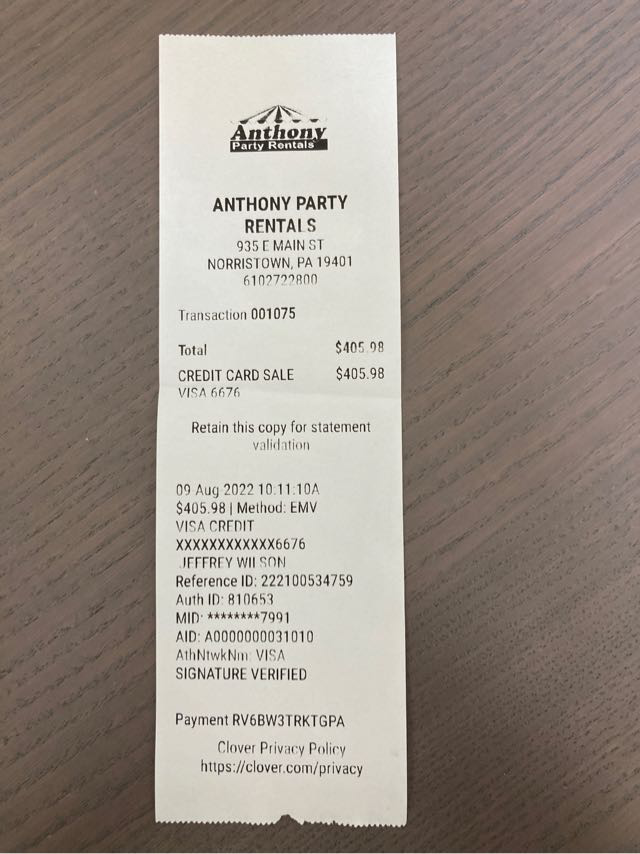 Anthony
Party Rentals
ANTHONY PARTY
RENTALS
935 E MAIN ST
NORRISTOWN, PA 19401
6102722800
Transaction 001075
Total $405.98
CREDIT CARD SALE $405.98
VISA 6676
Retain this copy for statement
validation
09 Aug 2022 10:11:10A
$405.98 | Method: EMV
VISA CREDIT
XXXXXXXXXXXX6676
JEFFREY WILSON
Reference ID: 222100534759
Auth ID: 810653
MID: ********7991
AID: A0000000031010
AthNtwkNm: VISA
SIGNATURE VERIFIED
Payment RV6BW3TRKTGPA
Clover Privacy Policy
https://clover.com/privacy